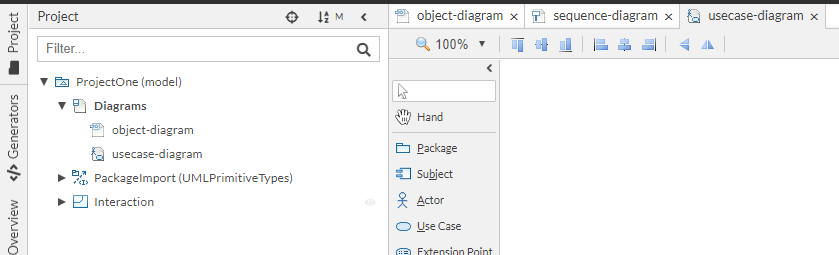 Project
M
object-diagram
sequence-diagram
usecase-diagram
100%
Filter...
ProjectOne (model)
Diagrams
object-diagram
usecase-diagram
PackageImport (UMLPrimitiveTypes)
Interaction
Hand
Package
Subject
Actor
Use Case
Extension Point
Project
Generators
Overview